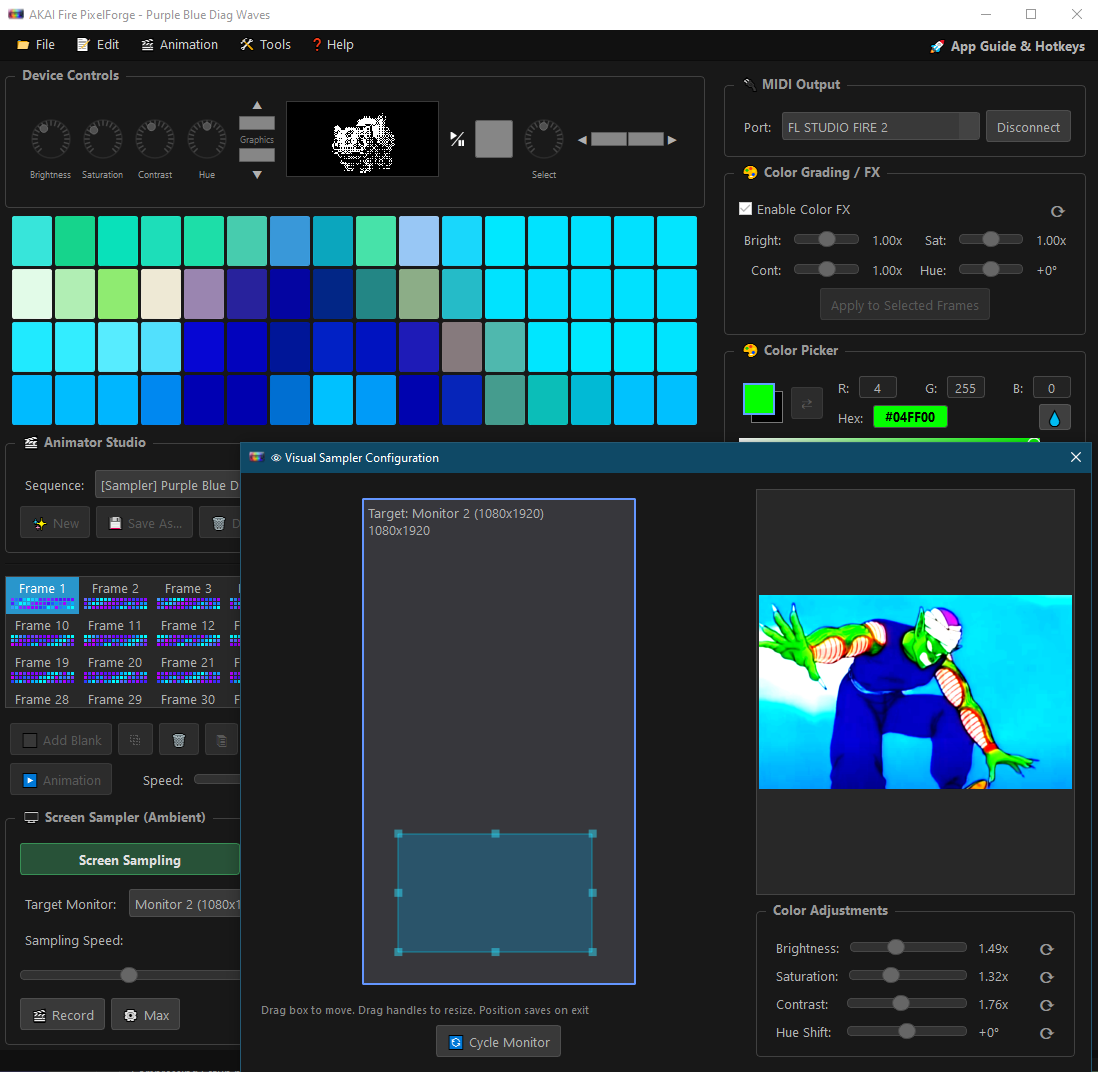 AKAI Fire PixelForge - Purple Blue Diag Waves
File Edit Animation Tools Help
App Guide & Hotkeys
Device Controls
Graphics
Brightness Saturation Contrast Hue
Select
MIDI Output
Port: FL STUDIO FIRE 2 Disconnect
Color Grading / FX
Enable Color FX
Bright: 1.00x Sat: 1.00x
Cont: 1.00x Hue: +0°
Apply to Selected Frames
Color Picker
R: 4 G: 255 B: 0
Hex: #04FF00
Animator Studio
Sequence: [Sampler] Purple Blue D
New Save As... D
Frame 1 Frame 2 Frame 3
Frame 10 Frame 11 Frame 12
Frame 19 Frame 20 Frame 21
Frame 28 Frame 29 Frame 30
Add Blank
Animation Speed:
Screen Sampler (Ambient)
Screen Sampling
Target Monitor: Monitor 2 (1080x1
Sampling Speed:
Record Max
Visual Sampler Configuration
Target: Monitor 2 (1080x1920)
1080x1920
Drag box to move. Drag handles to resize. Position saves on exit
Cycle Monitor
Color Adjustments
Brightness: 1.49x
Saturation: 1.32x
Contrast: 1.76x
Hue Shift: +0°